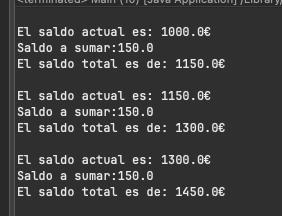 <terminated> Main (10) [Java Application] /Library/
El saldo actual es: 1000.0€
Saldo a sumar:150.0
El saldo total es de: 1150.0€
El saldo actual es: 1150.0€
Saldo a sumar:150.0
El saldo total es de: 1300.0€
El saldo actual es: 1300.0€
Saldo a sumar:150.0
El saldo total es de: 1450.0€